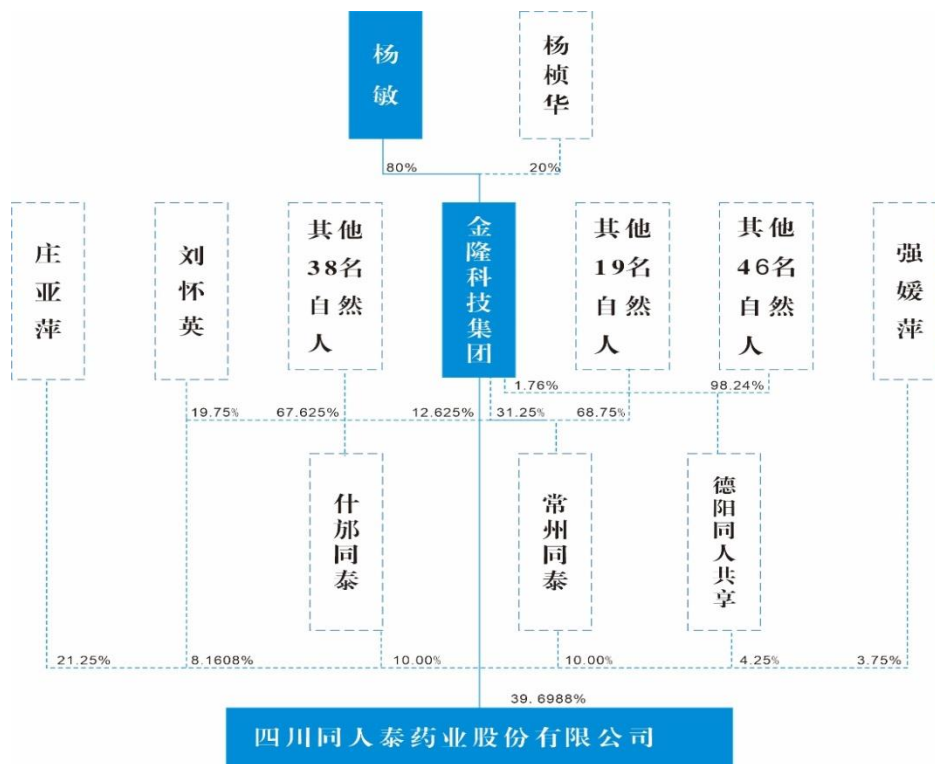 杨敏
杨桢华
80%
20%
庄亚萍
刘怀英
其他
38名
自然
人
金隆科技集团
其他
19名
自然
人
其他
46名
自然
人
强媛萍
1.76%
98.24%
19.75%
67.625%
12.625%
31.25%
68.75%
什邡同泰
常州同泰
德阳同人共享
21.25%
8.1608%
10.00%
10.00%
4.25%
3.75%
39.6988%
四川同人泰药业股份有限公司